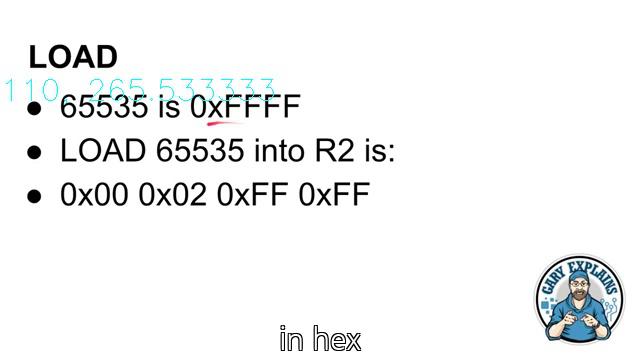 LOAD
110, 265.533333
● 65535 is 0xFFFF
● LOAD 65535 into R2 is:
● 0x00 0x02 0xFF 0xFF
GARY EXPLAINS
in hex